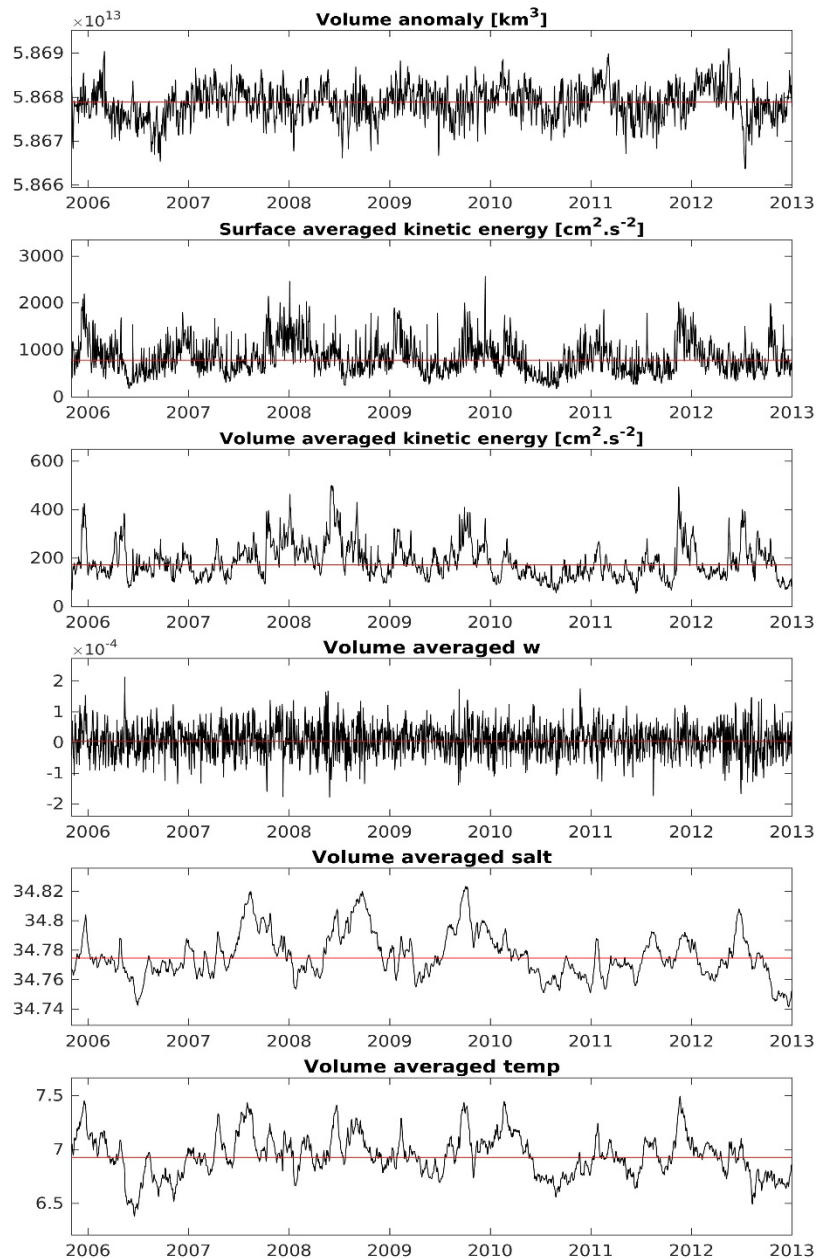 Volume anomaly [km³]
×10¹³
5.869
5.868
5.867
5.866
2006 2007 2008 2009 2010 2011 2012 2013
Surface averaged kinetic energy [cm².s⁻²]
3000
2000
1000
0
2006 2007 2008 2009 2010 2011 2012 2013
Volume averaged kinetic energy [cm².s⁻²]
600
400
200
0
2006 2007 2008 2009 2010 2011 2012 2013
Volume averaged w
×10⁻⁴
2
1
0
-1
-2
2006 2007 2008 2009 2010 2011 2012 2013
Volume averaged salt
34.82
34.8
34.78
34.76
34.74
2006 2007 2008 2009 2010 2011 2012 2013
Volume averaged temp
7.5
7
6.5
2006 2007 2008 2009 2010 2011 2012 2013